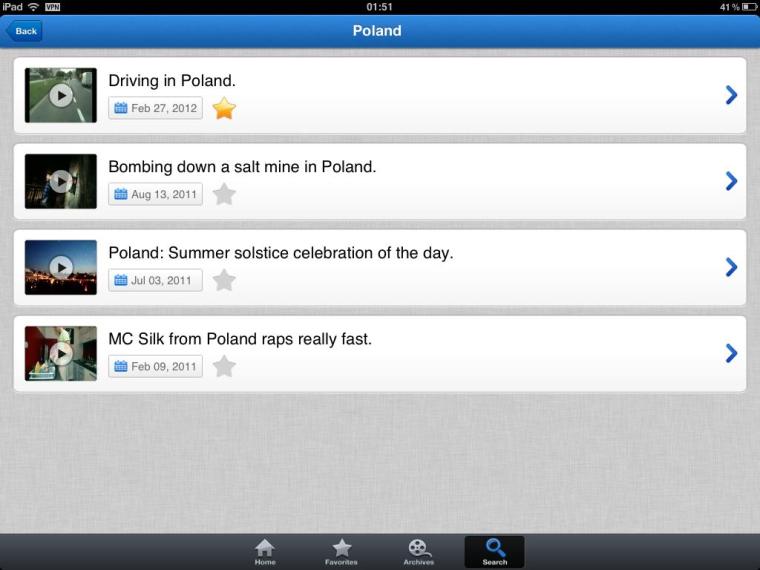 iPad VPN 01:51 41%
Back Poland
Driving in Poland.
Feb 27, 2012
Bombing down a salt mine in Poland.
Aug 13, 2011
Poland: Summer solstice celebration of the day.
Jul 03, 2011
MC Silk from Poland raps really fast.
Feb 09, 2011
Home Favorites Archives Search